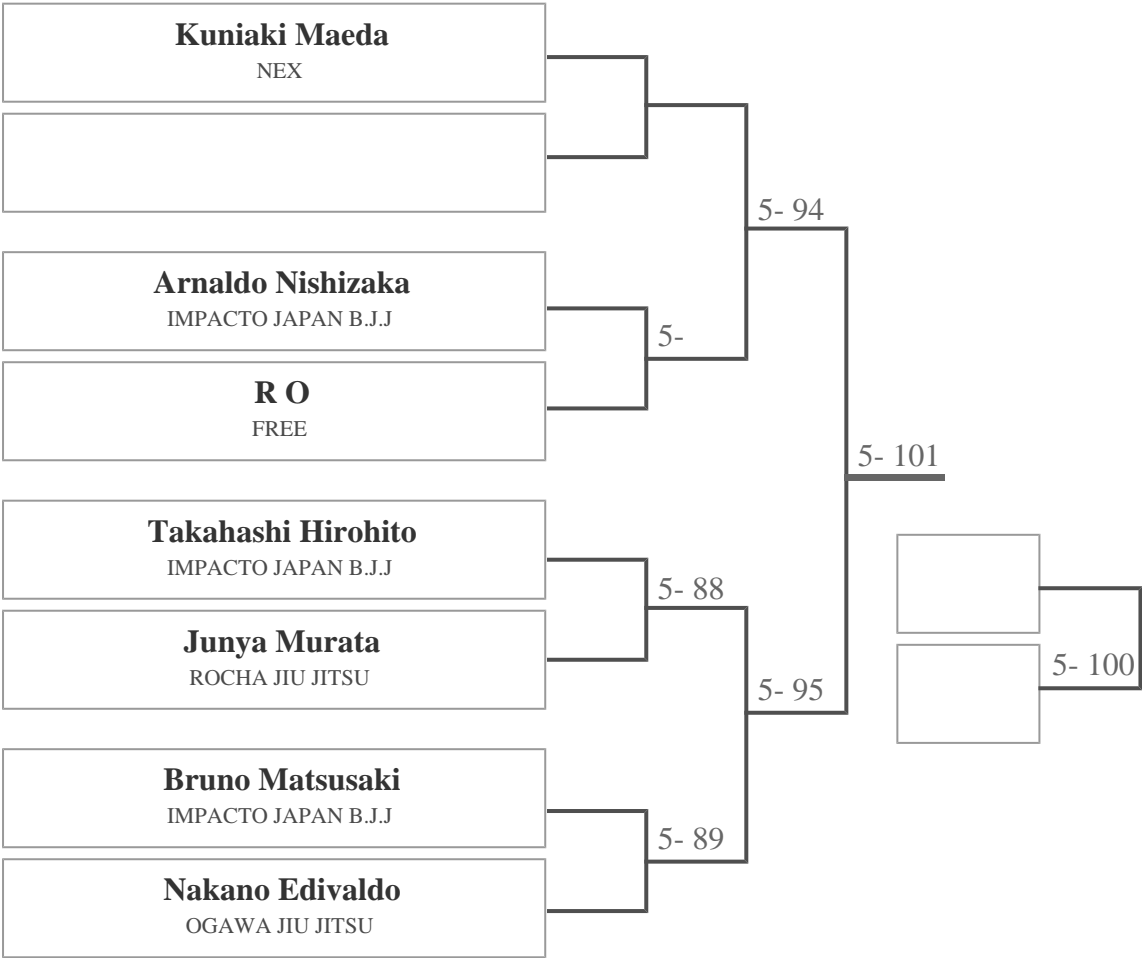 Kuniaki Maeda
NEX
5- 94
Arnaldo Nishizaka
IMPACTO JAPAN B.J.J
5-
R O
FREE
5- 101
Takahashi Hirohito
IMPACTO JAPAN B.J.J
5- 88
Junya Murata
ROCHA JIU JITSU
5- 95
5- 100
Bruno Matsusaki
IMPACTO JAPAN B.J.J
5- 89
Nakano Edivaldo
OGAWA JIU JITSU